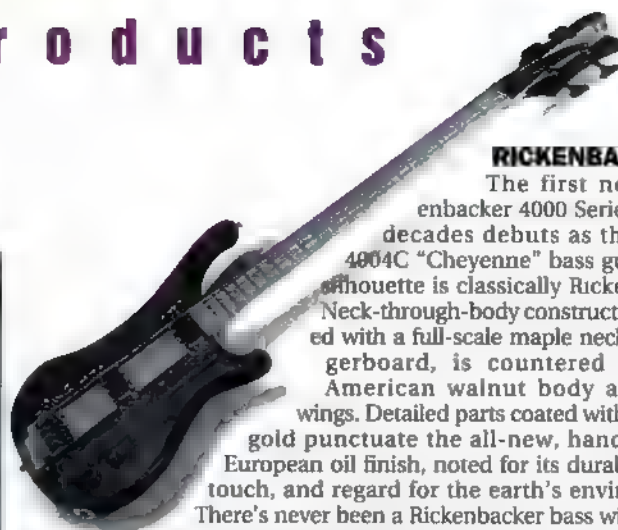 roducts
RICKENBA
The first ne
enbacker 4000 Serie
decades debuts as th
4004C "Cheyenne" bass gu
silhouette is classically Ricke
Neck-through-body construct
ed with a full-scale maple neck
gerboard, is countered
American walnut body a
wings. Detailed parts coated with
gold punctuate the all-new, hand
European oil finish, noted for its durab
touch, and regard for the earth's envir
There's never been a Rickenbacker bass wi